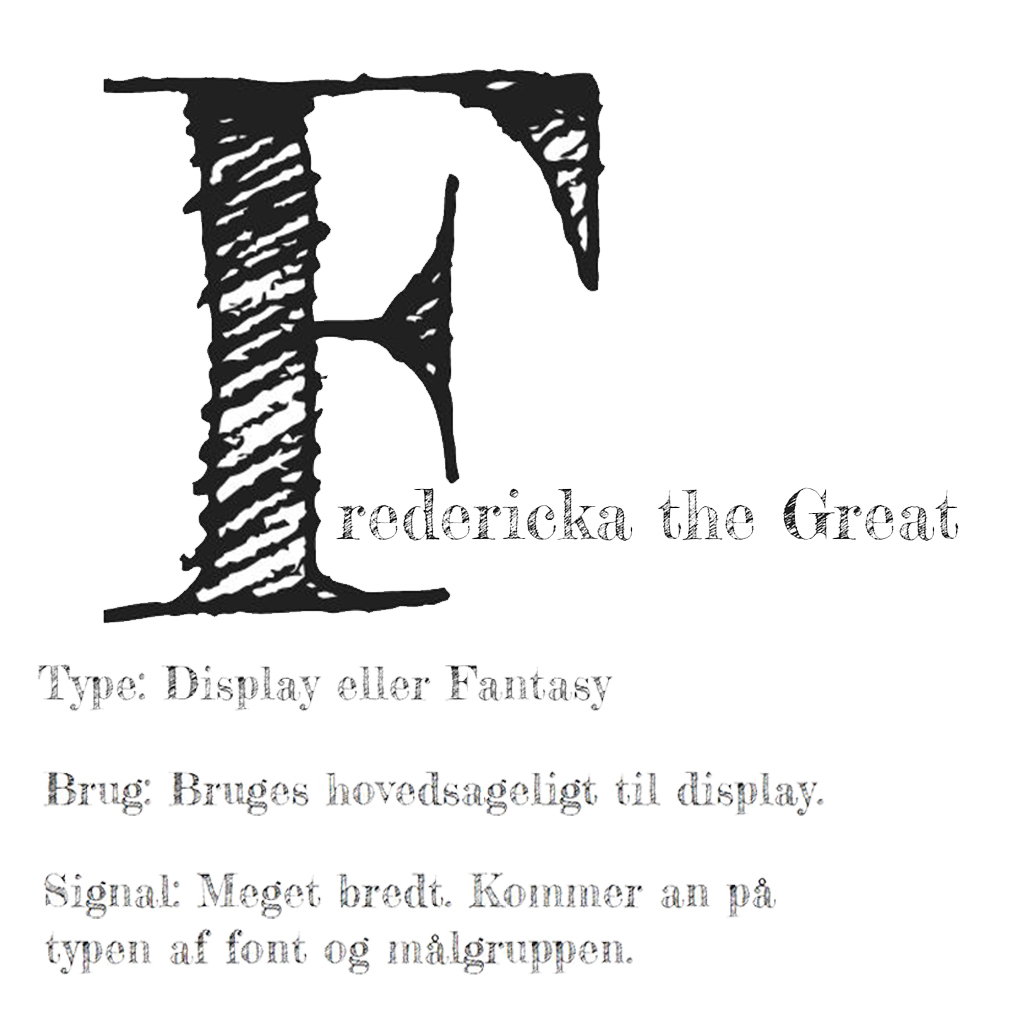 Fredericka the Great
Type: Display eller Fantasy
Brug: Bruges hovedsageligt til display.
Signal: Meget bredt. Kommer an på
typen af font og målgruppen.